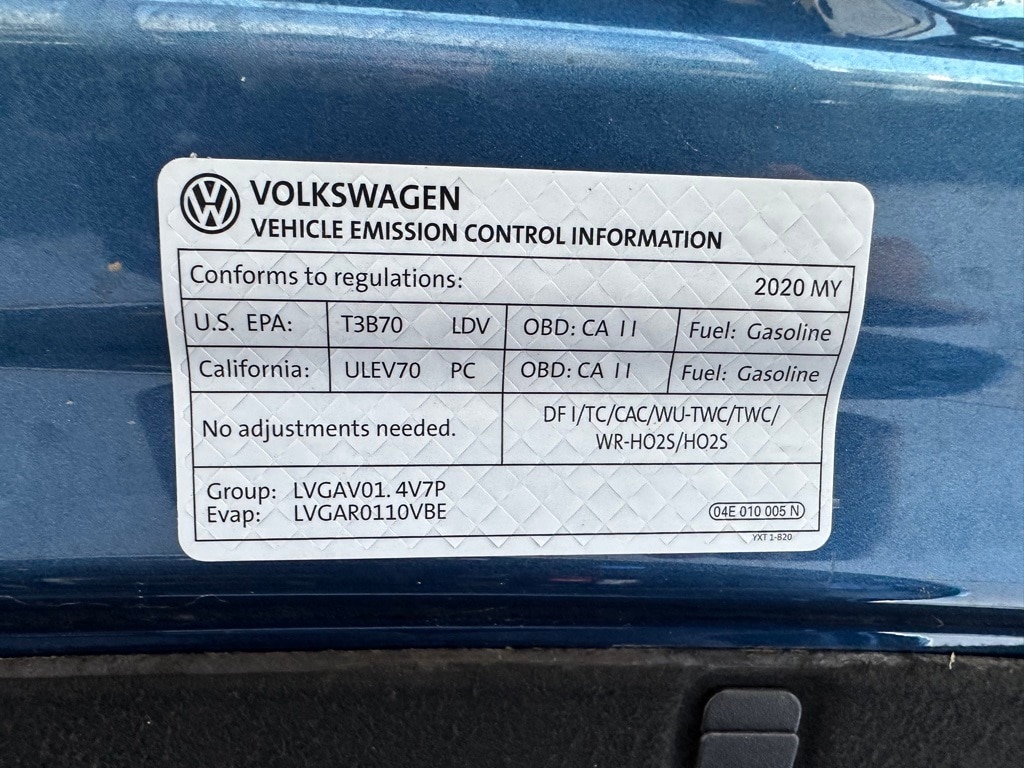 VOLKSWAGEN
VEHICLE EMISSION CONTROL INFORMATION
Conforms to regulations: 2020 MY
U.S. EPA: T3B70 LDV OBD: CA II Fuel: Gasoline
California: ULEV70 PC OBD: CA II Fuel: Gasoline
No adjustments needed.
DFI/TC/CAC/WU-TWC/TWC/
WR-HO2S/HO2S
Group: LVGAV01.4V7P
Evap: LVGAR0110VBE
04E 010 005 N
YXT 1-820